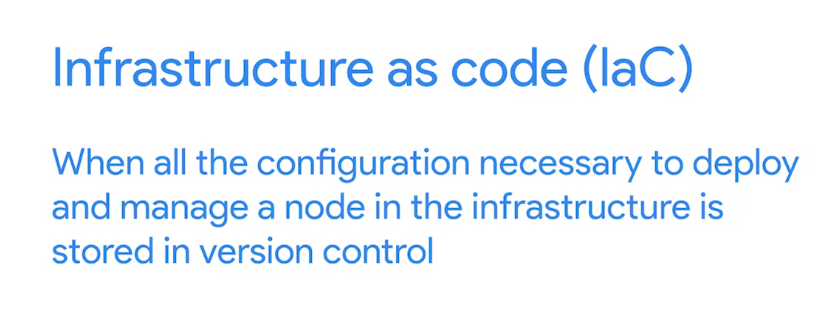 Infrastructure as code (IaC)
When all the configuration necessary to deploy
and manage a node in the infrastructure is
stored in version control